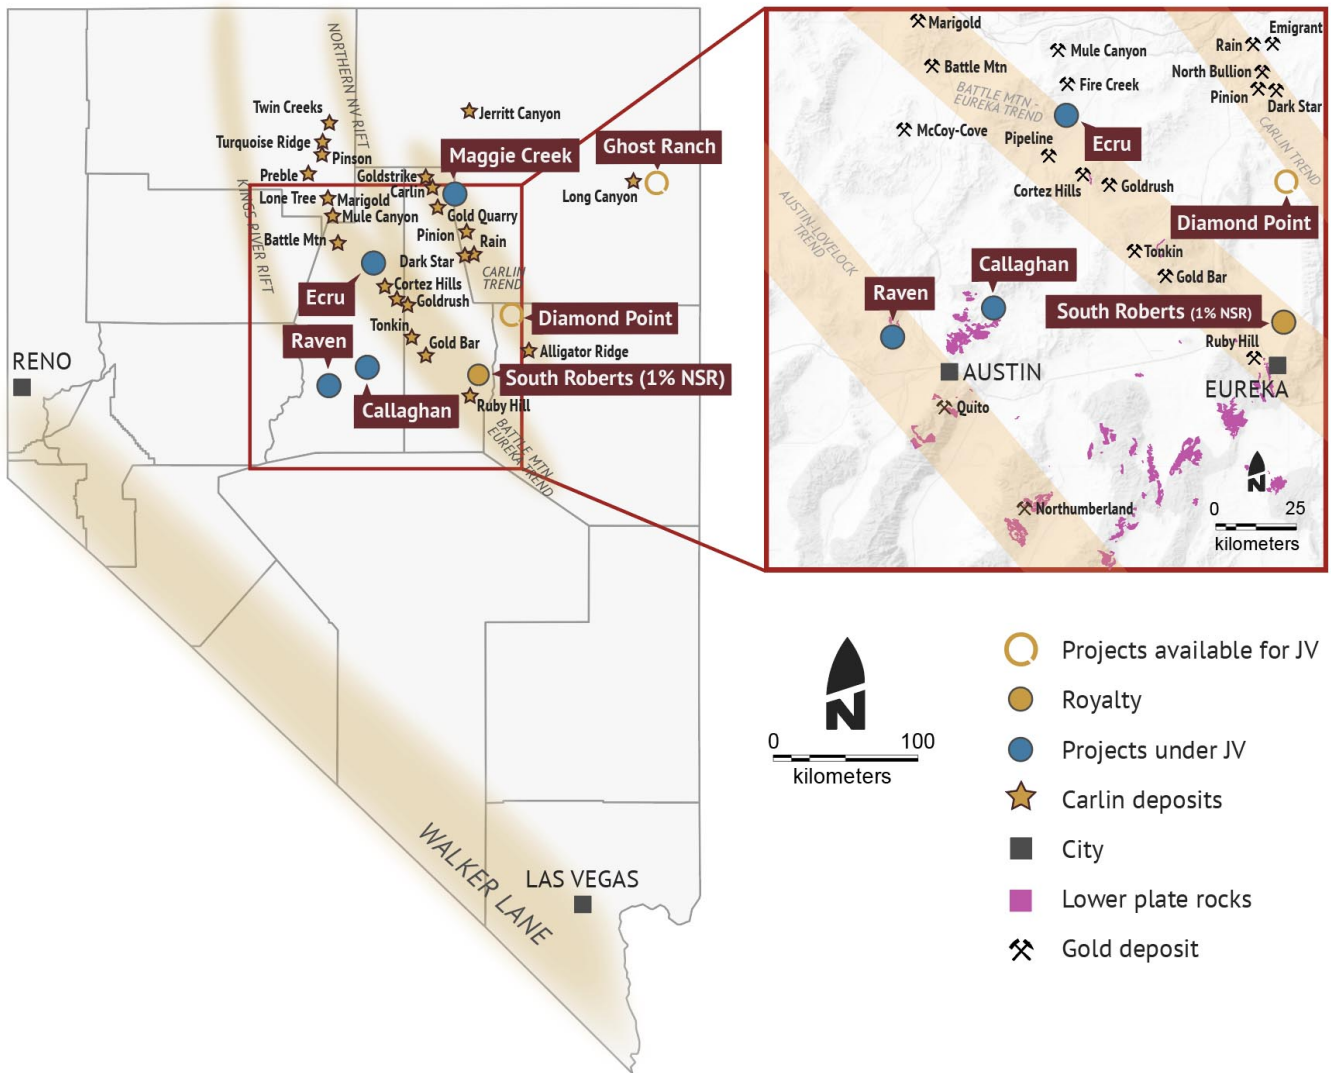 NORTHERN NV RIFT
KINGS RIVER RIFT
Twin Creeks
Turquoise Ridge
Pinson
Preble
Lone Tree
Marigold
Mule Canyon
Battle Mtn
Jerritt Canyon
Maggie Creek
Ghost Ranch
Long Canyon
Goldstrike
Carlin
Gold Quarry
Pinion
Rain
Dark Star
CARLIN
TREND
Ecru
Cortez Hills
Goldrush
Tonkin
Gold Bar
Diamond Point
Alligator Ridge
Raven
Callaghan
South Roberts (1% NSR)
Ruby Hill
BATTLE MTN
EUREKA TREND
RENO
WALKER LANE
LAS VEGAS
Marigold
Battle Mtn
Mule Canyon
Fire Creek
Emigrant
Rain
North Bullion
Pinion
Dark Star
BATTLE MTN -
EUREKA TREND
CARLIN TREND
McCoy-Cove
Pipeline
Ecru
Cortez Hills
Goldrush
Diamond Point
AUSTIN-LOVELOCK
TREND
Tonkin
Gold Bar
Callaghan
Raven
South Roberts (1% NSR)
Ruby Hill
AUSTIN
EUREKA
Quito
Northumberland
N
0 25
kilometers
N
0 100
kilometers
Projects available for JV
Royalty
Projects under JV
Carlin deposits
City
Lower plate rocks
Gold deposit